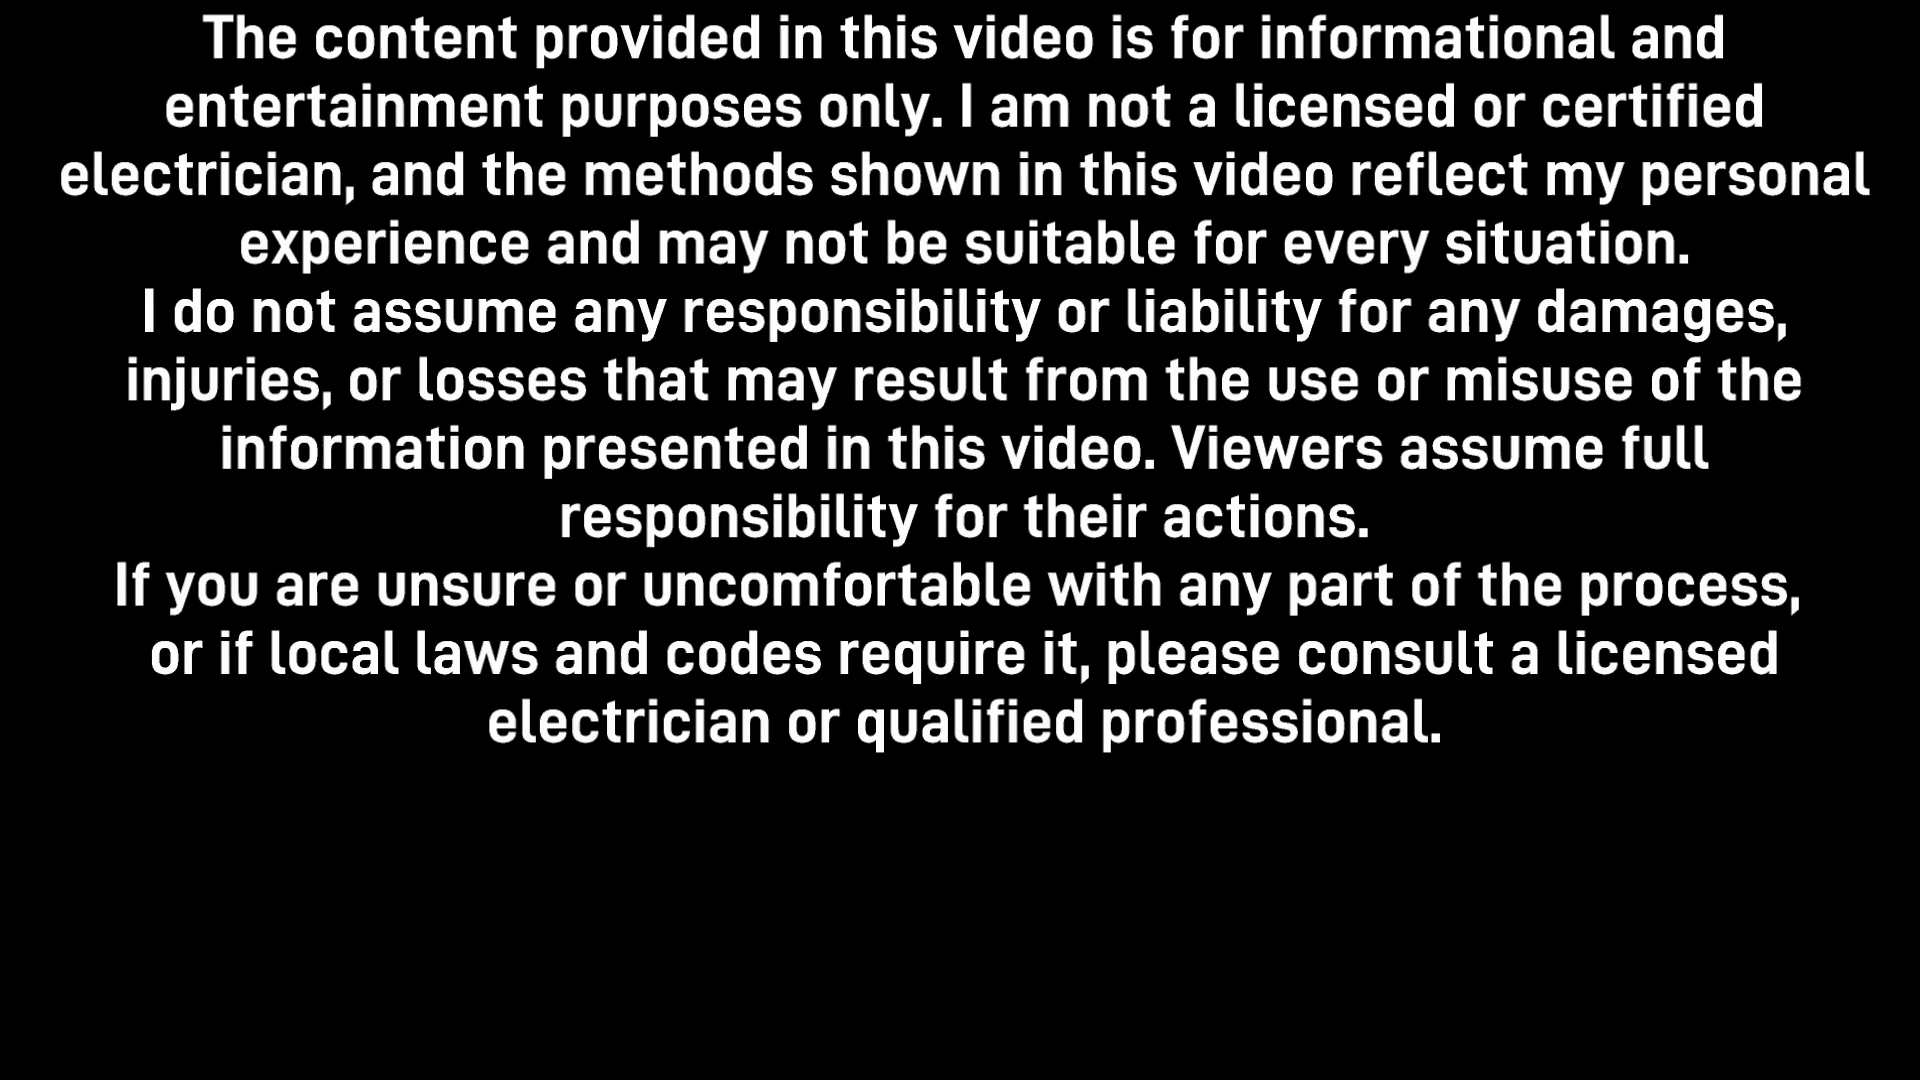 The content provided in this video is for informational and
entertainment purposes only. I am not a licensed or certified
electrician, and the methods shown in this video reflect my personal
experience and may not be suitable for every situation.
I do not assume any responsibility or liability for any damages,
injuries, or losses that may result from the use or misuse of the
information presented in this video. Viewers assume full
responsibility for their actions.
If you are unsure or uncomfortable with any part of the process,
or if local laws and codes require it, please consult a licensed
electrician or qualified professional.